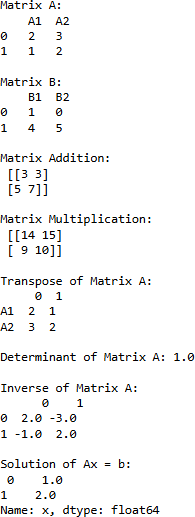 Matrix A:
   A1  A2
0   2   3
1   1   2
Matrix B:
   B1  B2
0   1   0
1   4   5
Matrix Addition:
 [[3 3]
 [5 7]]
Matrix Multiplication:
 [[14 15]
 [ 9 10]]
Transpose of Matrix A:
     0  1
A1  2  1
A2  3  2
Determinant of Matrix A: 1.0
Inverse of Matrix A:
     0    1
0  2.0 -3.0
1 -1.0  2.0
Solution of Ax = b:
 0    1.0
1    2.0
Name: x, dtype: float64